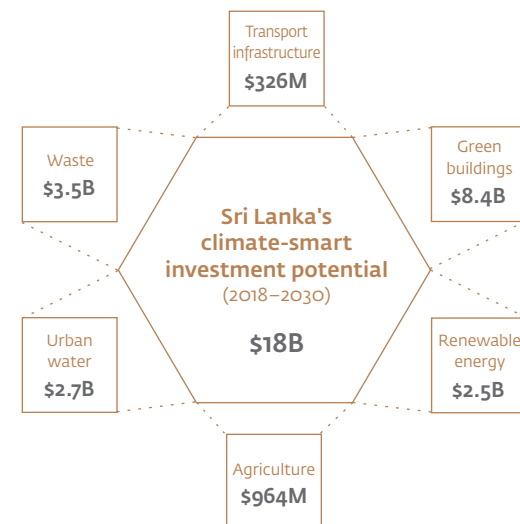 Transport
infrastructure
$326M
Waste
$3.5B
Green
buildings
$8.4B
Sri Lanka's
climate-smart
investment potential
(2018–2030)
$18B
Urban
water
$2.7B
Renewable
energy
$2.5B
Agriculture
$964M